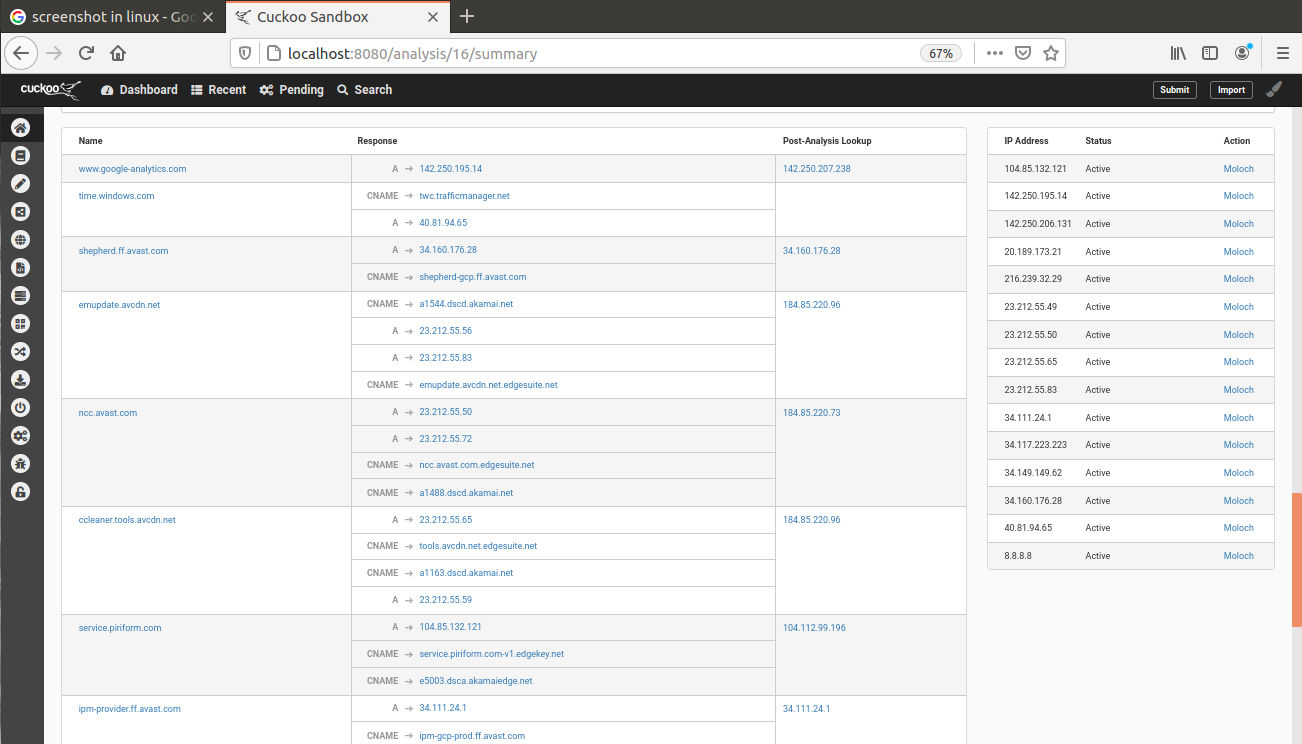 screenshot in linux - Goo
Cuckoo Sandbox
localhost:8080/analysis/16/summary
67%
cuckoo Dashboard Recent Pending Search Submit Import
Name Response Post-Analysis Lookup
www.google-analytics.com A → 142.250.195.14 142.250.207.238
time.windows.com CNAME → twc.trafficmanager.net
A → 40.81.94.65
shepherd.ff.avast.com A → 34.160.176.28 34.160.176.28
CNAME → shepherd-gcp.ff.avast.com
emupdate.avcdn.net CNAME → a1544.dscd.akamai.net 184.85.220.96
A → 23.212.55.56
A → 23.212.55.83
CNAME → emupdate.avcdn.net.edgesuite.net
ncc.avast.com A → 23.212.55.50 184.85.220.73
A → 23.212.55.72
CNAME → ncc.avast.com.edgesuite.net
CNAME → a1488.dscd.akamai.net
ccleaner.tools.avcdn.net A → 23.212.55.65 184.85.220.96
CNAME → tools.avcdn.net.edgesuite.net
CNAME → a1163.dscd.akamai.net
A → 23.212.55.59
service.piriform.com A → 104.85.132.121 104.112.99.196
CNAME → service.piriform.com-v1.edgekey.net
CNAME → e5003.dsca.akamaiedge.net
ipm-provider.ff.avast.com A → 34.111.24.1 34.111.24.1
CNAME → ipm-gcp-prod.ff.avast.com
IP Address Status Action
104.85.132.121 Active Moloch
142.250.195.14 Active Moloch
142.250.206.131 Active Moloch
20.189.173.21 Active Moloch
216.239.32.29 Active Moloch
23.212.55.49 Active Moloch
23.212.55.50 Active Moloch
23.212.55.65 Active Moloch
23.212.55.83 Active Moloch
34.111.24.1 Active Moloch
34.117.223.223 Active Moloch
34.149.149.62 Active Moloch
34.160.176.28 Active Moloch
40.81.94.65 Active Moloch
8.8.8.8 Active Moloch